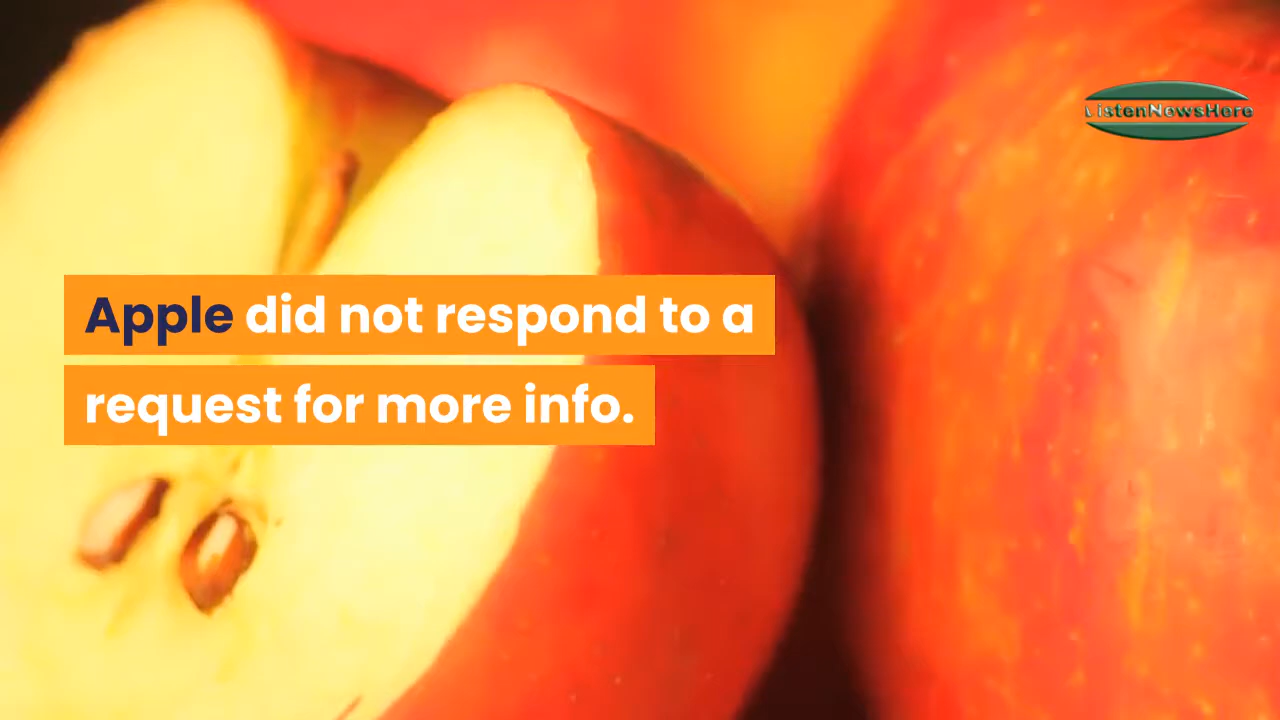 ListenNewsHere
Apple did not respond to a
request for more info.